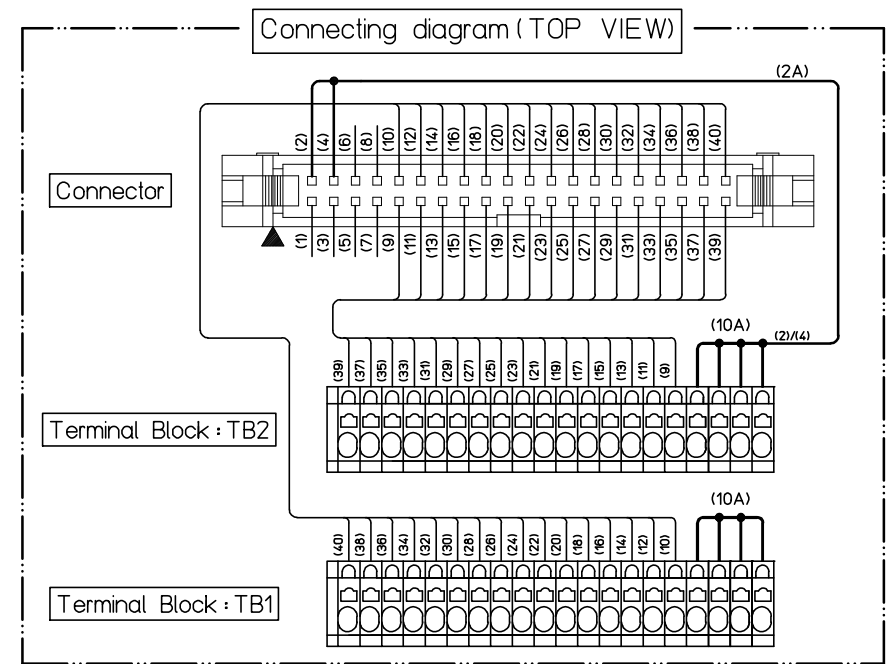 Connecting diagram(TOP VIEW)
(2A)
(2) (4) (6) (8) (10) (12) (14) (16) (18) (20) (22) (24) (26) (28) (30) (32) (34) (36) (38) (40)
Connector
(1) (3) (5) (7) (9) (11) (13) (15) (17) (19) (21) (23) (25) (27) (29) (31) (33) (35) (37) (39)
(10A)
(2)/(4)
(39) (37) (35) (33) (31) (29) (27) (25) (23) (21) (19) (17) (15) (13) (11) (9)
Terminal Block:TB2
(10A)
(40) (38) (36) (34) (32) (30) (28) (26) (24) (22) (20) (18) (16) (14) (12) (10)
Terminal Block:TB1